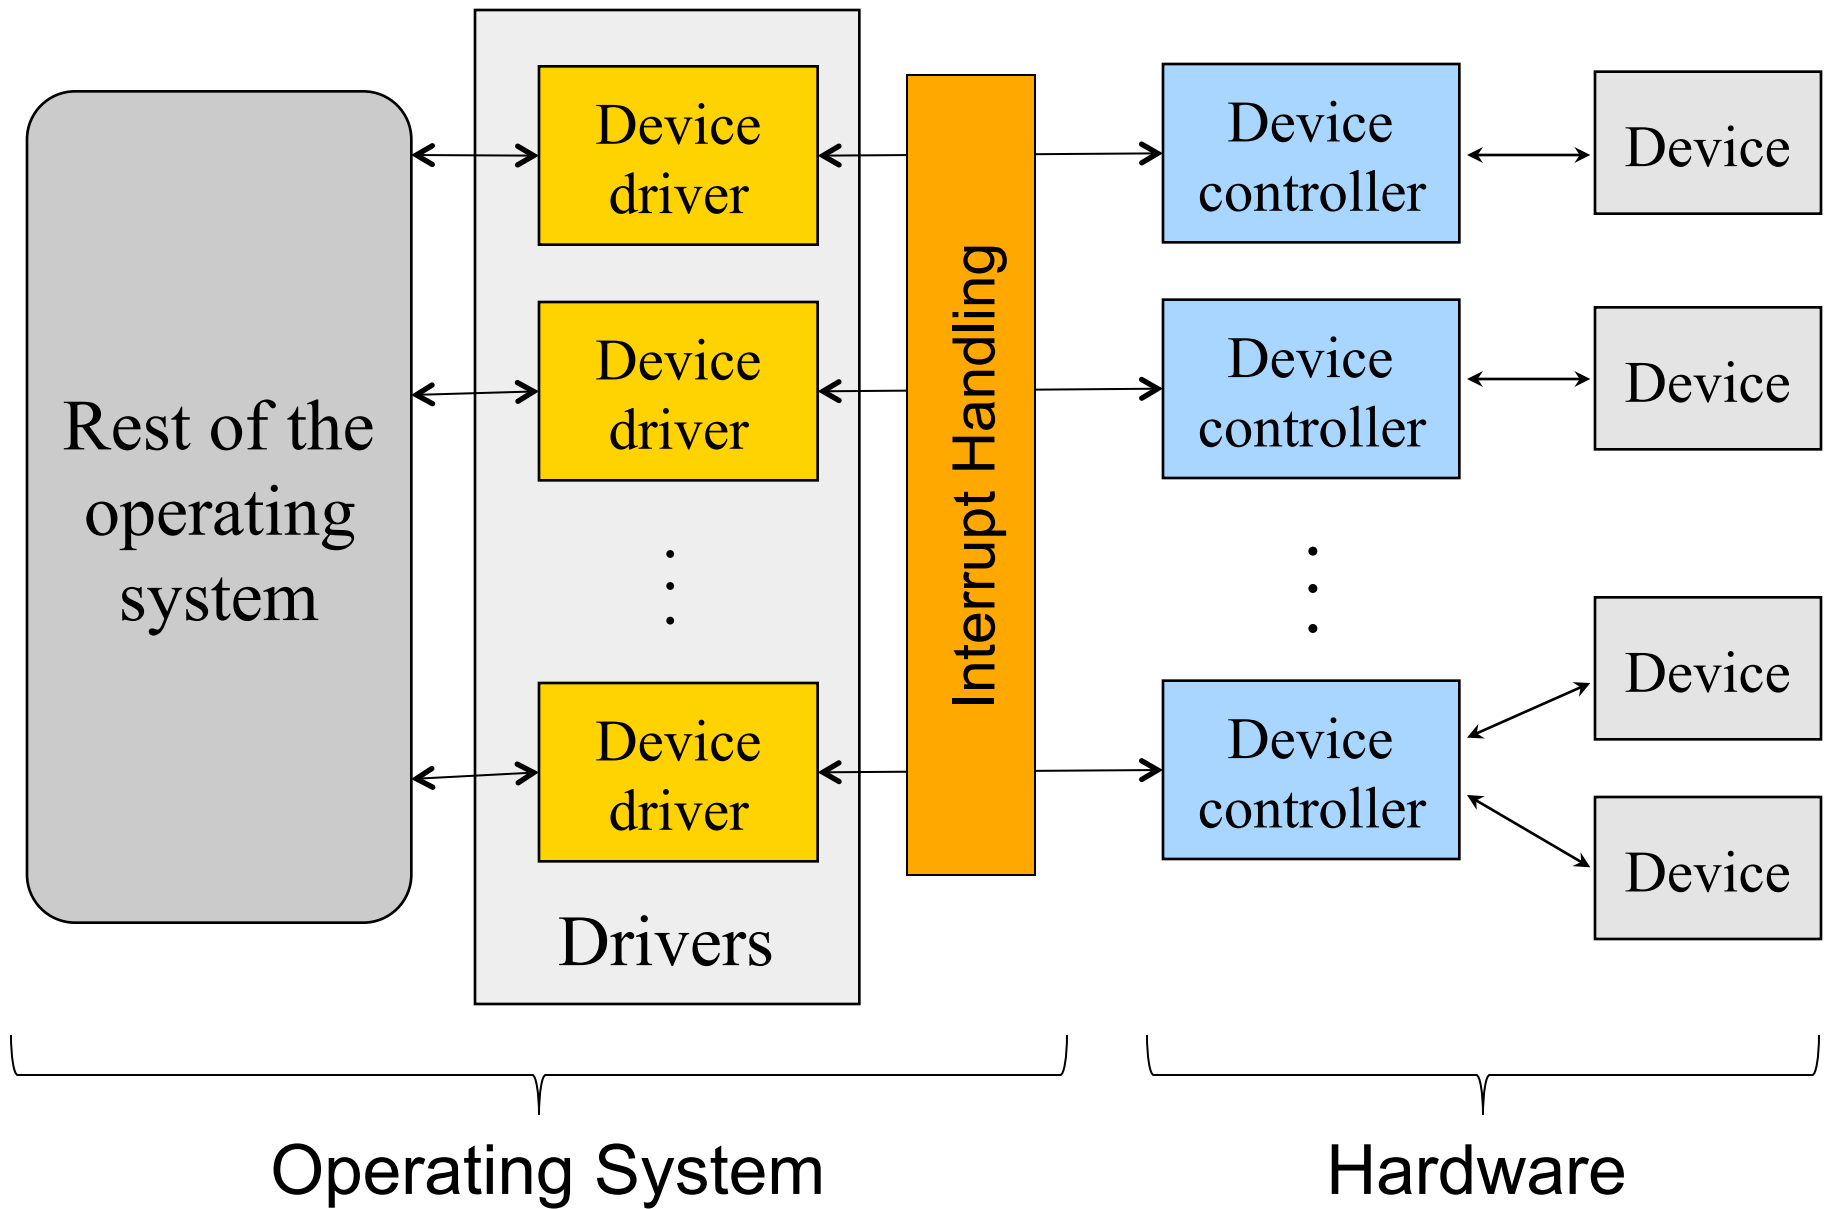 Rest of the
operating
system
Device
driver
Device
driver
Device
driver
Drivers
Interrupt Handling
Device
controller
Device
controller
Device
controller
Device
Device
Device
Device
Operating System
Hardware